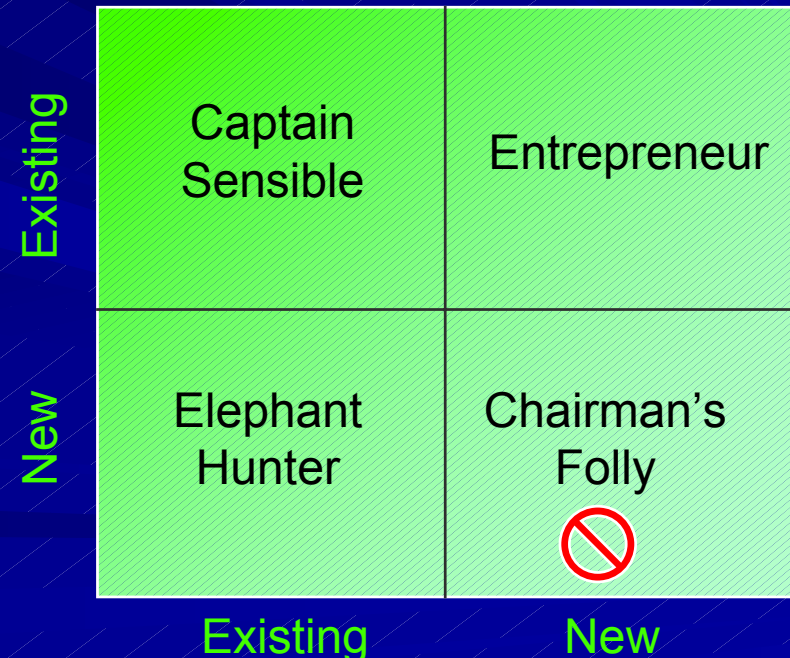 Existing
Captain
Sensible
Entrepreneur
New
Elephant
Hunter
Chairman’s
Folly
Existing
New